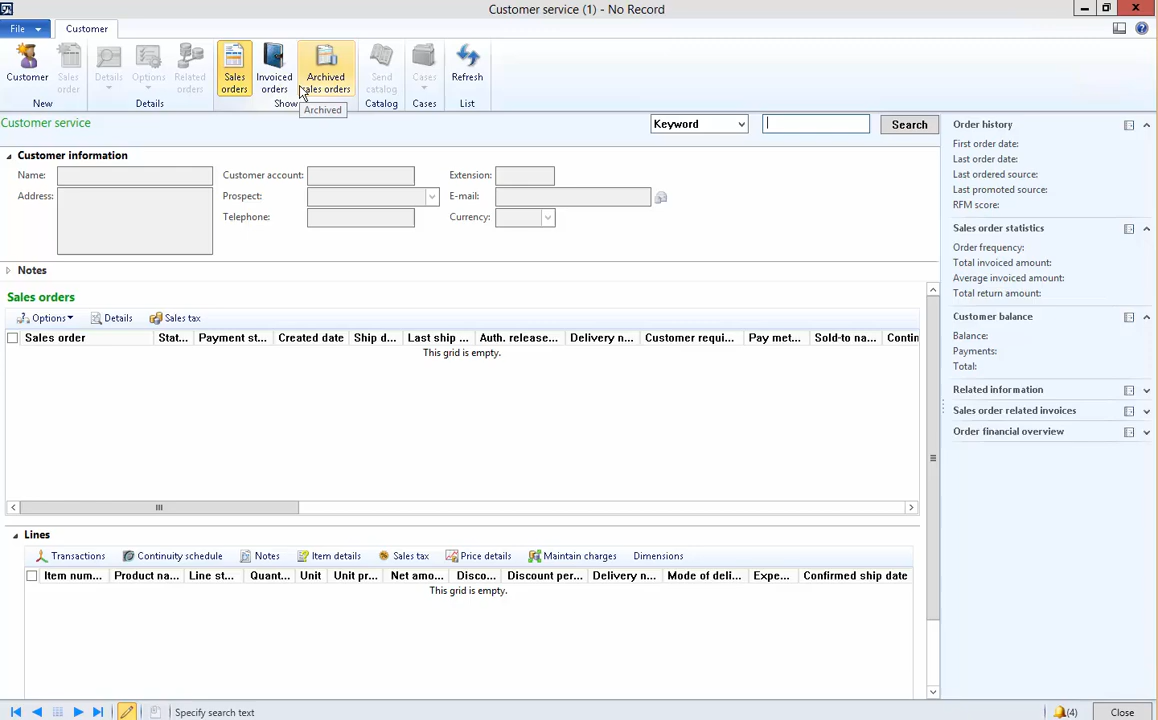 Customer service (1) - No Record
File
Customer
Customer
Sales order
Details
Options
Related orders
Sales orders
Invoiced orders
Archived sales orders
Send catalog
Cases
Refresh
New
Details
Show
Catalog
Cases
List
Archived
Customer service
Keyword
Search
Customer information
Name:
Customer account:
Extension:
Address:
Prospect:
E-mail:
Telephone:
Currency:
Notes
Sales orders
Options
Details
Sales tax
Sales order
Stat...
Payment st...
Created date
Ship d...
Last ship ...
Auth. release...
Delivery n...
Customer requi...
Pay met...
Sold-to na...
Contin
This grid is empty.
Lines
Transactions
Continuity schedule
Notes
Item details
Sales tax
Price details
Maintain charges
Dimensions
Item num...
Product na...
Line st...
Quant...
Unit
Unit pr...
Net amo...
Disco...
Discount per...
Delivery n...
Mode of deli...
Expe...
Confirmed ship date
This grid is empty.
Order history
First order date:
Last order date:
Last ordered source:
Last promoted source:
RFM score:
Sales order statistics
Order frequency:
Total invoiced amount:
Average invoiced amount:
Total return amount:
Customer balance
Balance:
Payments:
Total:
Related information
Sales order related invoices
Order financial overview
Specify search text
(4)
Close